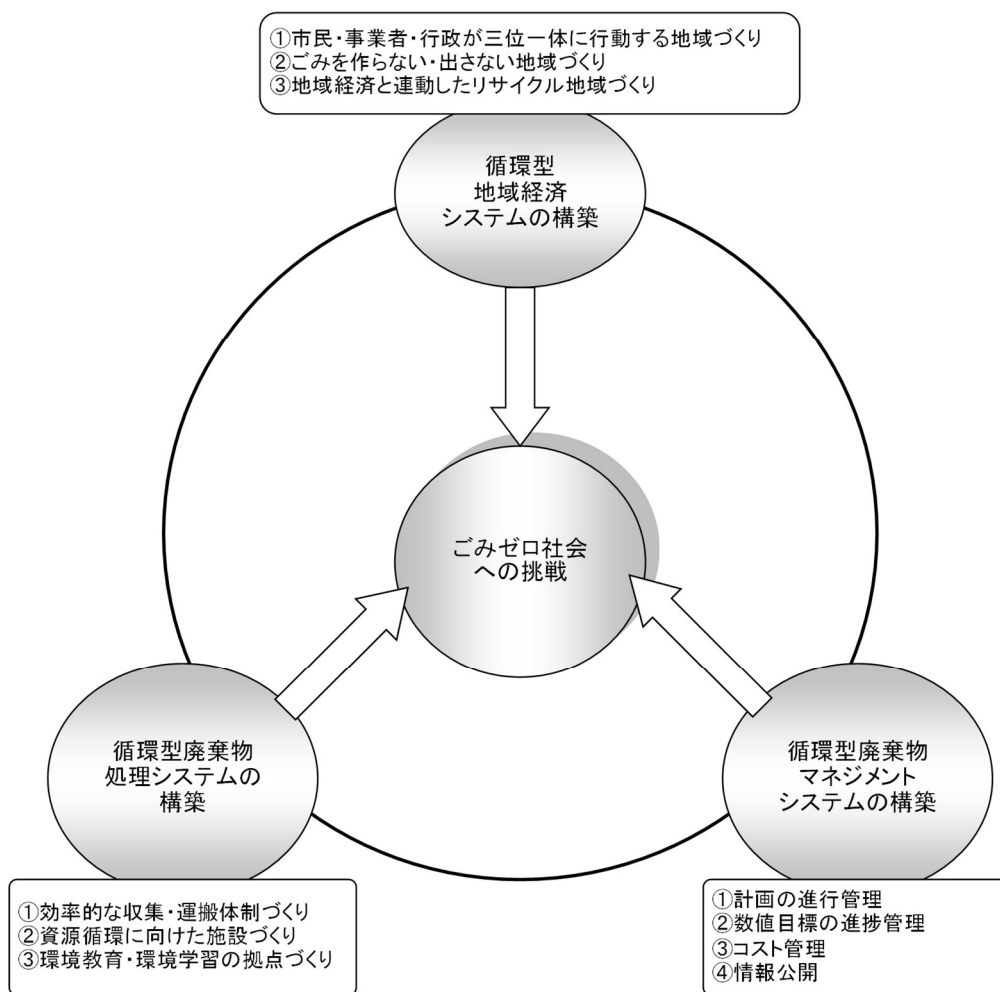 ①市民・事業者・行政が三位一体に行動する地域づくり
②ごみを作らない・出さない地域づくり
③地域経済と連動したリサイクル地域づくり
循環型
地域経済
システムの構築
ごみゼロ社会
への挑戦
循環型廃棄物
処理システムの
構築
循環型廃棄物
マネジメント
システムの構築
①効率的な収集・運搬体制づくり
②資源循環に向けた施設づくり
③環境教育・環境学習の拠点づくり
①計画の進行管理
②数値目標の進捗管理
③コスト管理
④情報公開